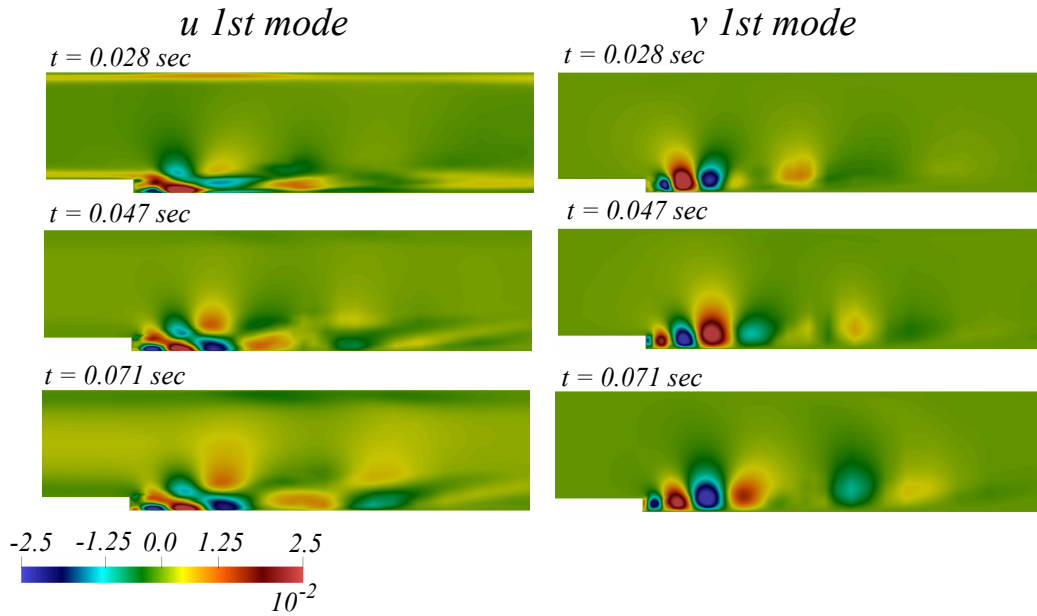 u 1st mode
v 1st mode
t = 0.028 sec
t = 0.028 sec
t = 0.047 sec
t = 0.047 sec
t = 0.071 sec
t = 0.071 sec
-2.5 -1.25 0.0 1.25 2.5
10-2